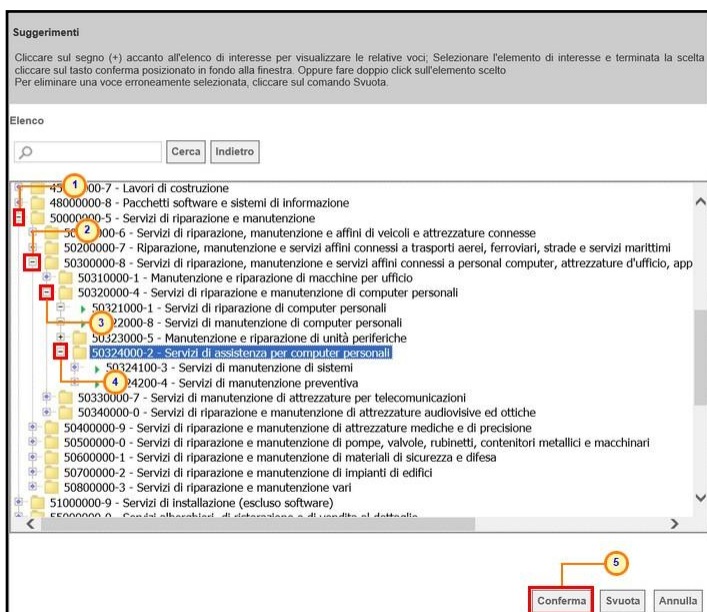 Suggerimenti
Cliccare sul segno (+) accanto all'elenco di interesse per visualizzare le relative voci; Selezionare l'elemento di interesse e terminata la scelta
cliccare sul tasto conferma posizionato in fondo alla finestra. Oppure fare doppio click sull'elemento scelto
Per eliminare una voce erroneamente selezionata, cliccare sul comando Svuota.
Elenco
Cerca Indietro
1
000-7 - Lavori di costruzione
48000000-8 - Pacchetti software e sistemi di informazione
50000000-5 - Servizi di riparazione e manutenzione
2
000-6 - Servizi di riparazione, manutenzione e affini di veicoli e attrezzature connesse
50200000-7 - Riparazione, manutenzione e servizi affini connessi a trasporti aerei, ferroviari, strade e servizi marittimi
50300000-8 - Servizi di riparazione, manutenzione e servizi affini connessi a personal computer, attrezzature d'ufficio, app
50310000-1 - Manutenzione e riparazione di macchine per ufficio
50320000-4 - Servizi di riparazione e manutenzione di computer personali
50321000-1 - Servizi di riparazione di computer personali
3
22000-8 - Servizi di manutenzione di computer personali
50323000-5 - Manutenzione e riparazione di unità periferiche
50324000-2 - Servizi di assistenza per computer personali
50324100-3 - Servizi di manutenzione di sistemi
4
24200-4 - Servizi di manutenzione preventiva
50330000-7 - Servizi di manutenzione di attrezzature per telecomunicazioni
50340000-0 - Servizi di riparazione e manutenzione di attrezzature audiovisive ed ottiche
50400000-9 - Servizi di riparazione e manutenzione di attrezzature mediche e di precisione
50500000-0 - Servizi di riparazione e manutenzione di pompe, valvole, rubinetti, contenitori metallici e macchinari
50600000-1 - Servizi di riparazione e manutenzione di materiali di sicurezza e difesa
50700000-2 - Servizi di riparazione e manutenzione di impianti di edifici
50800000-3 - Servizi di riparazione e manutenzione vari
51000000-9 - Servizi di installazione (escluso software)
55000000-0 - Servizi alberghieri, di ristorazione e di vendita al dettaglio
5
Conferma Svuota Annulla